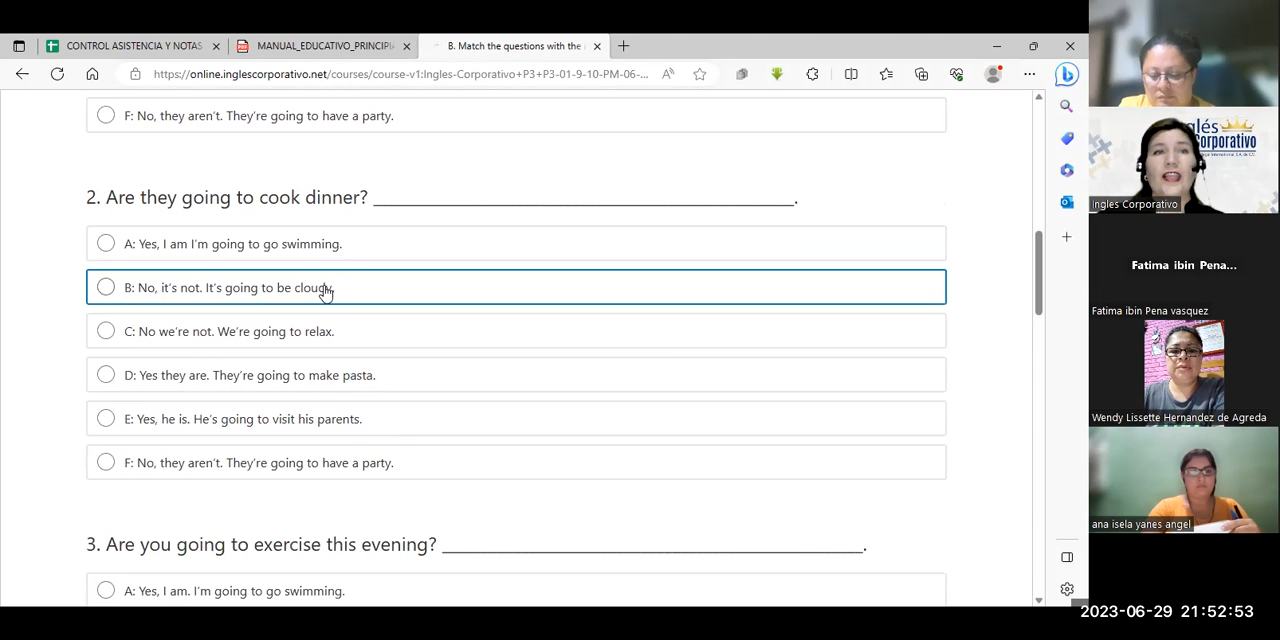 CONTROL ASISTENCIA Y NOTAS
MANUAL_EDUCATIVO_PRINCIPI
B. Match the questions with the
https://online.inglescorporativo.net/courses/course-v1:Ingles-Corporativo+P3+P3-01-9-10-PM-06-...
F: No, they aren't. They're going to have a party.
2. Are they going to cook dinner? ______________________________________________.
A: Yes, I am I'm going to go swimming.
B: No, it's not. It's going to be cloudy.
C: No we're not. We're going to relax.
D: Yes they are. They're going to make pasta.
E: Yes, he is. He's going to visit his parents.
F: No, they aren't. They're going to have a party.
3. Are you going to exercise this evening? ______________________________________________.
A: Yes, I am. I'm going to go swimming.
glés
Corporativo
Ingles Corporativo
Fatima ibin Pena...
Fatima ibin Pena vasquez
Wendy Lissette Hernandez de Agreda
ana isela yanes angel
2023-06-29 21:52:53